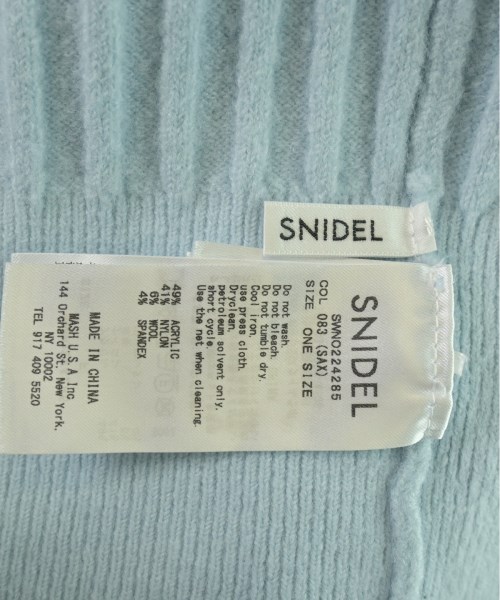 SNIDEL
SNIDEL
SWNO224285
COL 083 (SAX)
SIZE ONE SIZE
Do not wash.
Do not bleach.
Do not tumble dry.
Cool iron.
use press cloth.
Dryclean.
petroleum solvent only.
short cycle.
Use the net when cleaning.
49% ACRYLIC
41% NYLON
6% WOOL
4% SPANDEX
MADE IN CHINA
MASH U.S.A Inc
144 Orchard St. New York.
NY 10002
TEL 917 409 5520